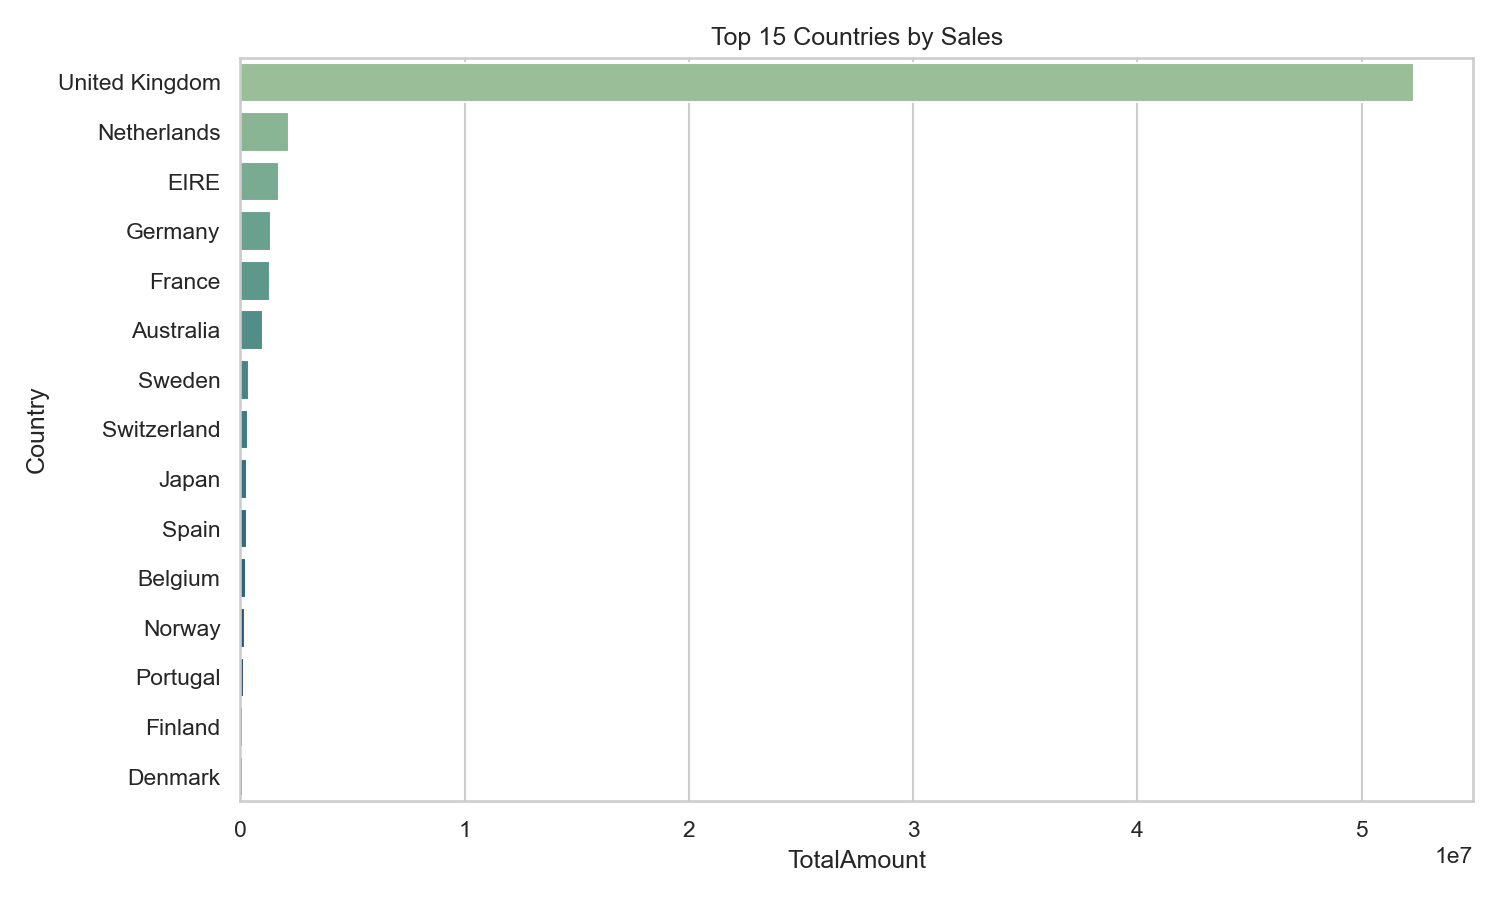 Top 15 Countries by Sales
United Kingdom
Netherlands
EIRE
Germany
France
Australia
Sweden
Switzerland
Japan
Spain
Belgium
Norway
Portugal
Finland
Denmark
Country
0 1 2 3 4 5
1e7
TotalAmount